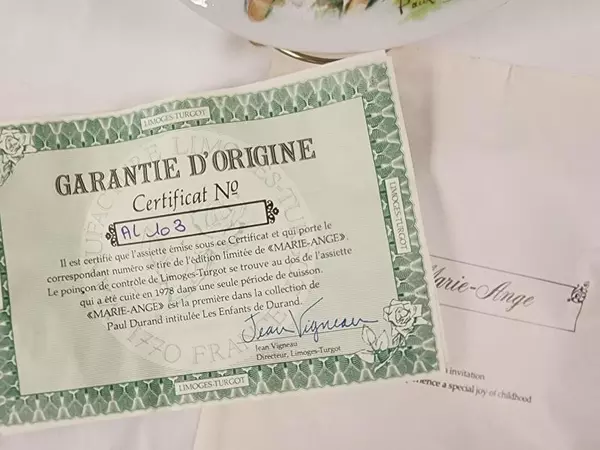 LIMOGES-TURGOT
GARANTIE D'ORIGINE
Certificat No
AL 103
Il est certifié que l'assiette émise sous ce Certificat et qui porte le
correspondant numéro se tire de l'édition limitée de «MARIE-ANGE».
Le poinçon de contrôle de Limoges-Turgot se trouve au dos de l'assiette
qui a été cuite en 1978 dans une seule période de cuisson.
«MARIE-ANGE» est la première dans la collection de
Paul Durand intitulée Les Enfants de Durand.
Jean Vigneau
Jean Vigneau
Directeur, Limoges-Turgot
LIMOGES-TURGOT
LIMOGES-TURGOT
1770 FRA
Marie-Ange
invitation
a special joy of childhood